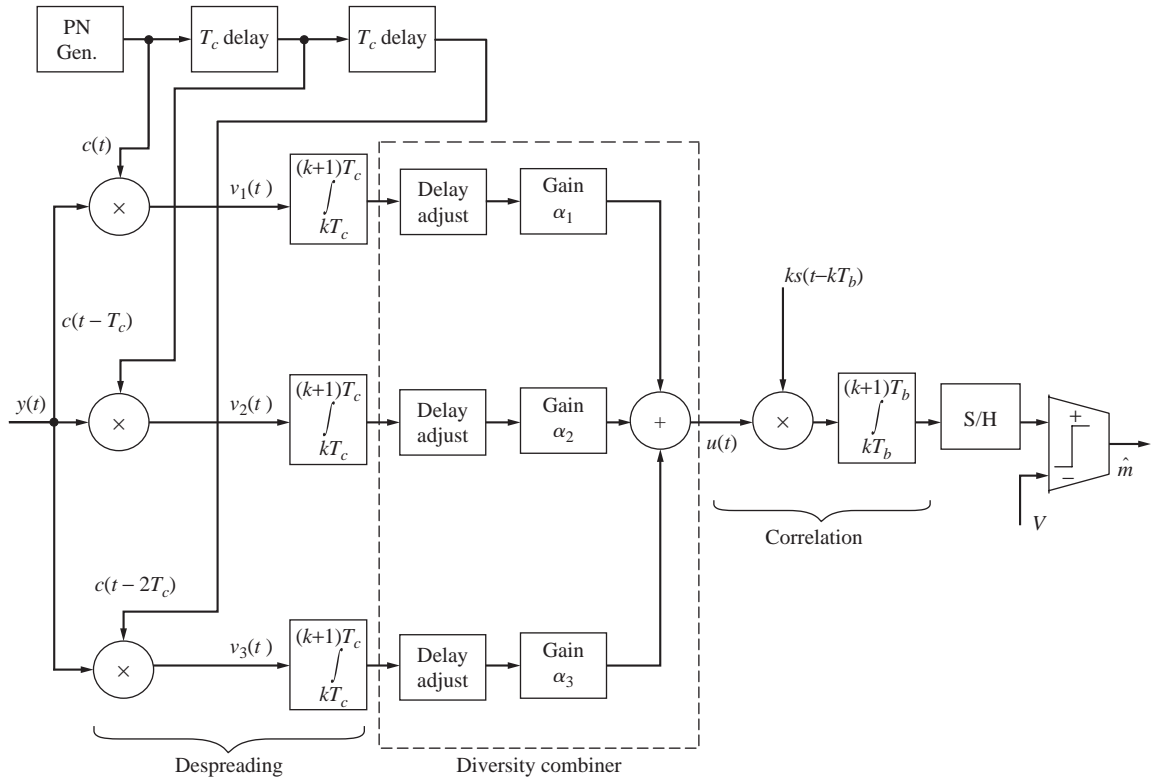 PN
Gen.
T_c delay
T_c delay
c(t)
v_1(t)
(k+1)T_c
∫
kT_c
Delay
adjust
Gain
α_1
ks(t–kT_b)
c(t – T_c)
y(t)
v_2(t)
(k+1)T_c
∫
kT_c
Delay
adjust
Gain
α_2
+
u(t)
×
×
×
×
(k+1)T_b
∫
kT_b
S/H
+
−
m̂
V
Correlation
c(t – 2T_c)
v_3(t)
(k+1)T_c
∫
kT_c
Delay
adjust
Gain
α_3
Despreading
Diversity combiner